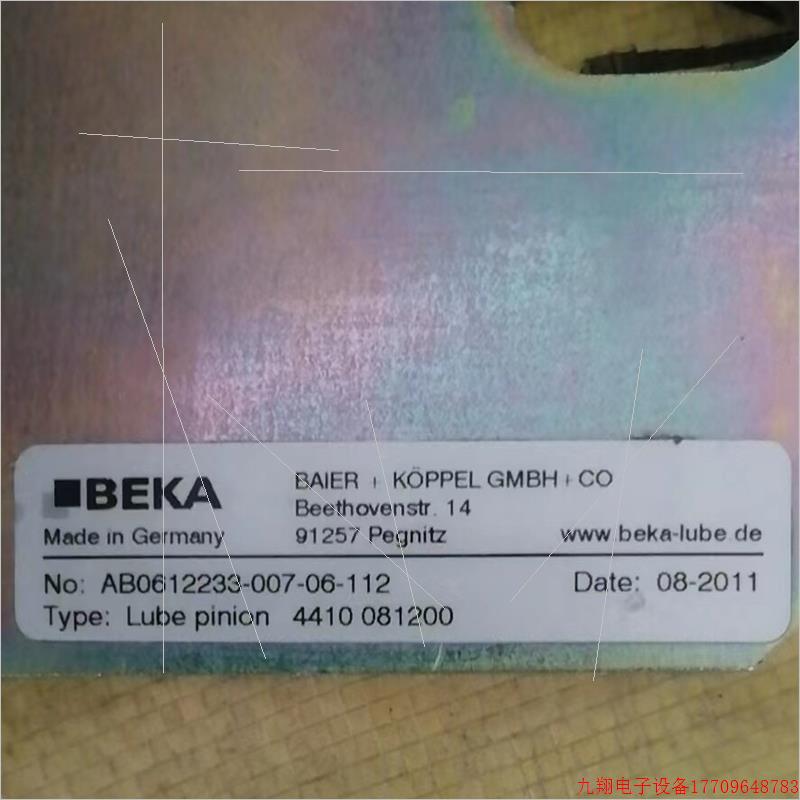 BEKA
BAIER + KÖPPEL GMBH + CO
Beethovenstr. 14
Made in Germany 91257 Pegnitz www.beka-lube.de
No: AB0612233-007-06-112 Date: 08-2011
Type: Lube pinion 4410 081200
九翔电子设备17709648783